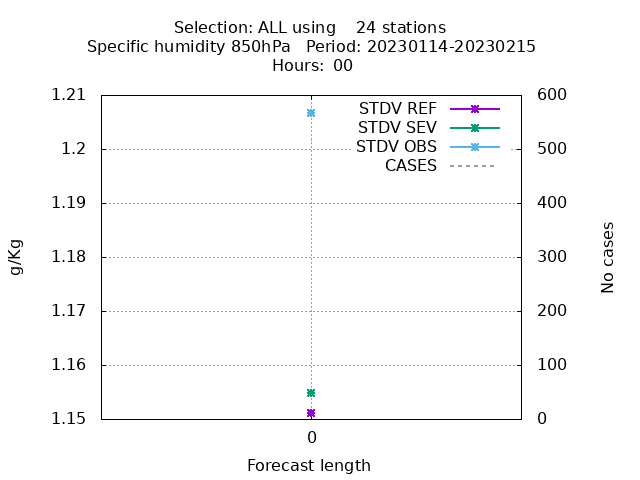 Selection: ALL using    24 stations
Specific humidity 850hPa   Period: 20230114-20230215
Hours:  00
1.21
1.2
1.19
1.18
1.17
1.16
1.15
g/Kg
STDV REF
STDV SEV
STDV OBS
CASES
600
500
400
300
200
100
0
No cases
0
Forecast length